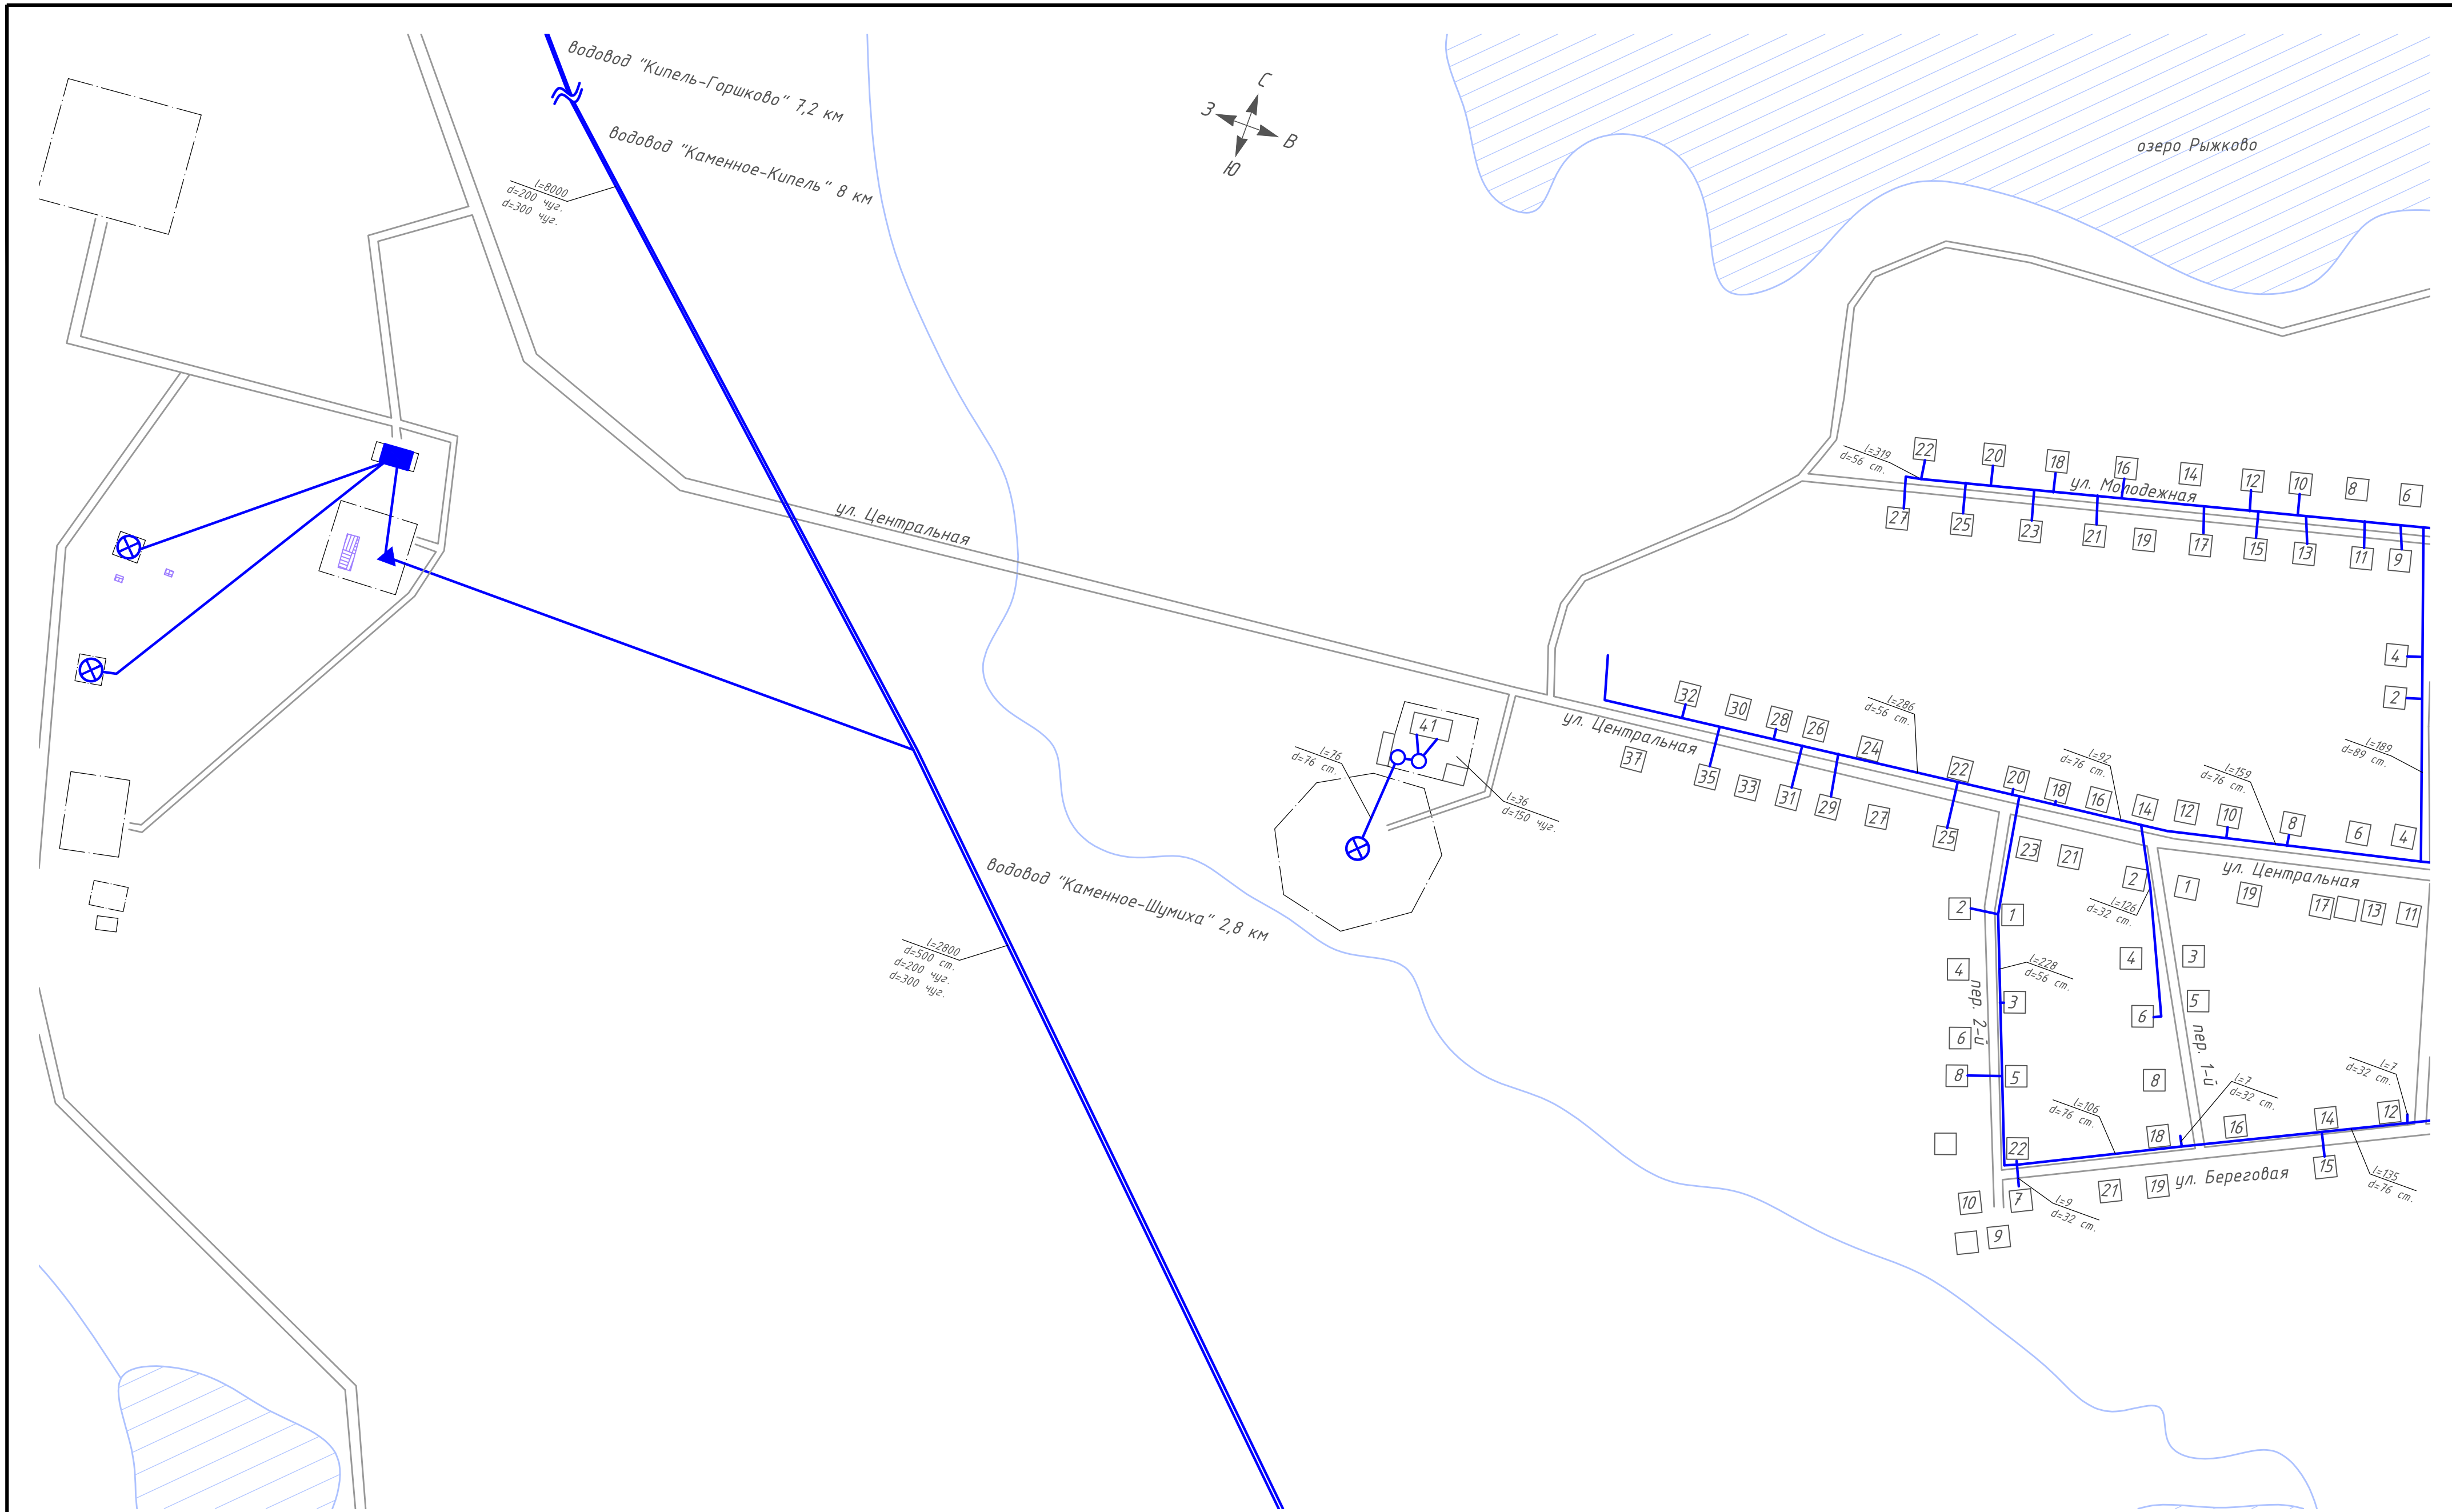 водовод "Кипель-Горшково" 7,2 км
водовод "Каменное-Кипель" 8 км
l=8000
d=200 чуг.
d=300 чуг.
С
З
В
Ю
озеро Рыжково
ул. Центральная
l=319
d=56 ст.
22
20
18
16
14
12
10
8
6
ул. Молодежная
27
25
23
21
19
17
15
13
11
9
4
2
l=189
d=89 ст.
41
l=76
d=76 ст.
l=36
d=150 чуг.
32
30
28
26
24
l=286
d=56 ст.
22
20
18
16
14
12
10
8
6
4
l=92
d=76 ст.
l=159
d=76 ст.
ул. Центральная
37
35
33
31
29
27
25
23
21
2
1
19
17
13
11
ул. Центральная
l=126
d=32 ст.
2
1
4
3
6
8
5
пер. 2-й
l=228
d=56 ст.
4
3
6
5
8
пер. 1-й
водовод "Каменное-Шумиха" 2,8 км
l=2800
d=500 ст.
d=200 чуг.
d=300 чуг.
l=106
d=76 ст.
l=7
d=32 ст.
l=7
d=32 ст.
22
18
16
14
12
ул. Береговая
10
7
9
21
19
15
l=9
d=32 ст.
l=135
d=76 ст.